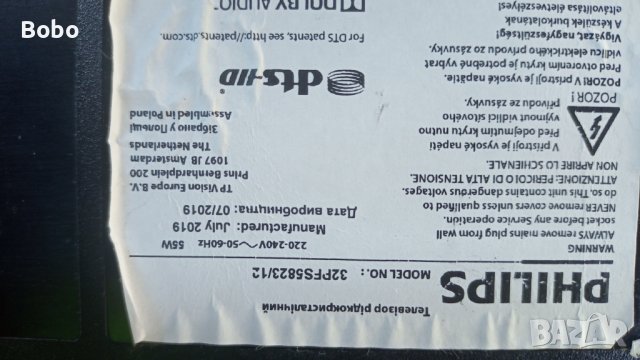 Bobo
Телевізор рідкокристалічний
PHILIPS
MODEL NO.: 32PFS5823/12
220-240V~ 50-60Hz 55W
Manufactured: July 2019
Дата виробництва: 07/2019
TP Vision Europe B.V.
Prins Bernhardplein 200
1097 JB Amsterdam
The Netherlands
Зібрано у Польщі
Assembled in Poland
dts-HD
For DTS patents, see http://patents.dts.com.
DOLBY AUDIO
WARNING
ALWAYS remove mains plug from wall
socket before any Service operation.
NEVER remove covers unless qualified to
do so. This unit contains dangerous voltages.
ATTENZIONE: PERICOLO DI ALTA TENSIONE.
NON APRIRE LO SCHIENALE.
POZOR!
V přístroji je vysoké
napětí
Před odejmutím krytu nutno
vyjmout vidlici síťového
přívodu ze zásuvky.
V POZOR! V prístroji je vysoké napätie.
Pred otvorením krytu je potrebné vybrať
vidlicu elektrického prívodu zo zásuvky.
Vigyázat, Nagyfeszültség!
A készülék burkolatának
eltávolítása életveszélyes!
BAZAR